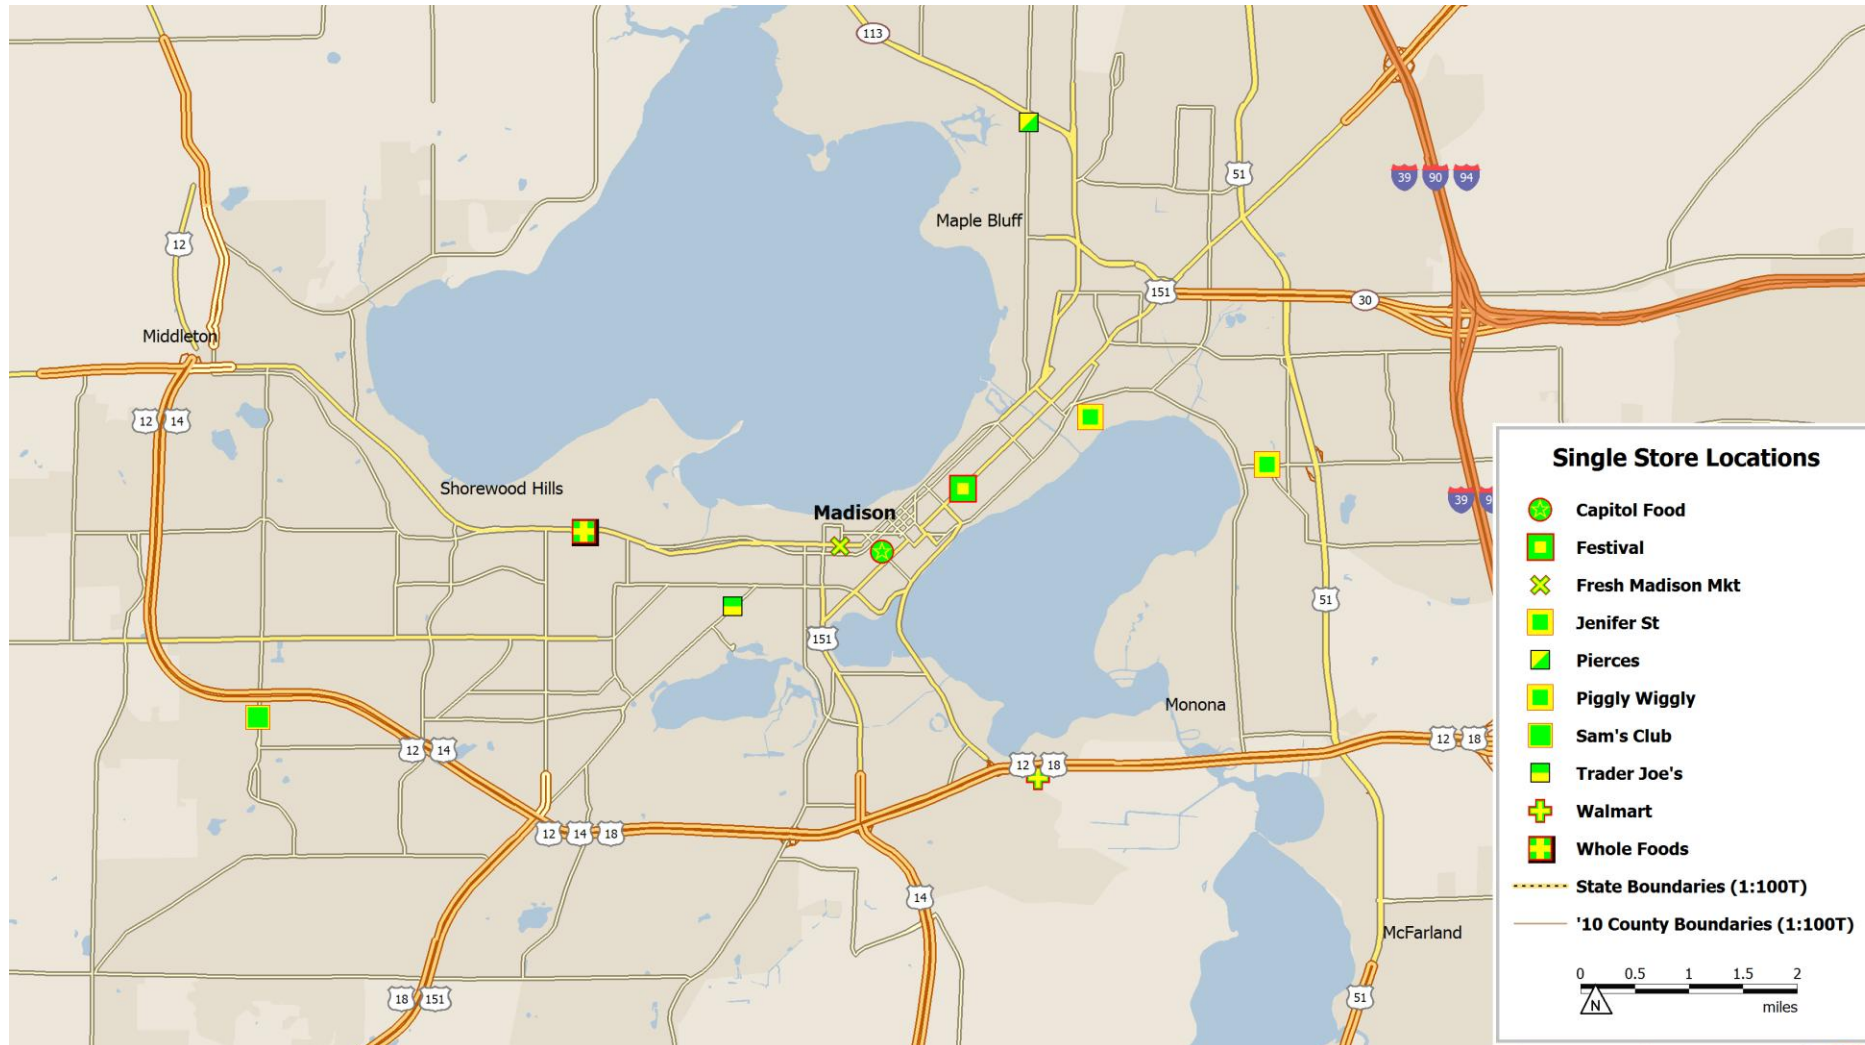 113
51
39 90 94
Maple Bluff
12
151
30
Middleton
12 14
Shorewood Hills
Madison
39
51
151
Monona
12 14
12 18
12 18
12 14 18
14
McFarland
18 151
51
Single Store Locations
Capitol Food
Festival
Fresh Madison Mkt
Jenifer St
Pierces
Piggly Wiggly
Sam's Club
Trader Joe's
Walmart
Whole Foods
State Boundaries (1:100T)
'10 County Boundaries (1:100T)
0 0.5 1 1.5 2
miles
N